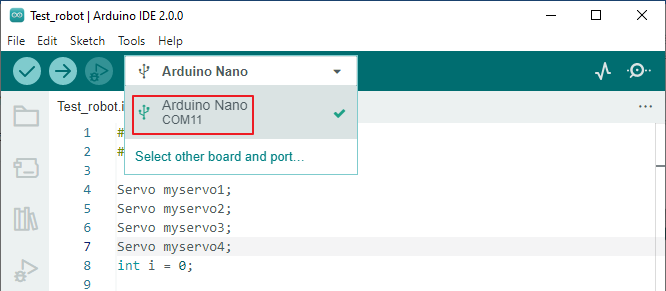 Test_robot | Arduino IDE 2.0.0
File Edit Sketch Tools Help
Arduino Nano
Arduino Nano
COM11
Select other board and port...
Test_robot.i
...
1 #
2 #
3
4 Servo myservo1;
5 Servo myservo2;
6 Servo myservo3;
7 Servo myservo4;
8 int i = 0;
9